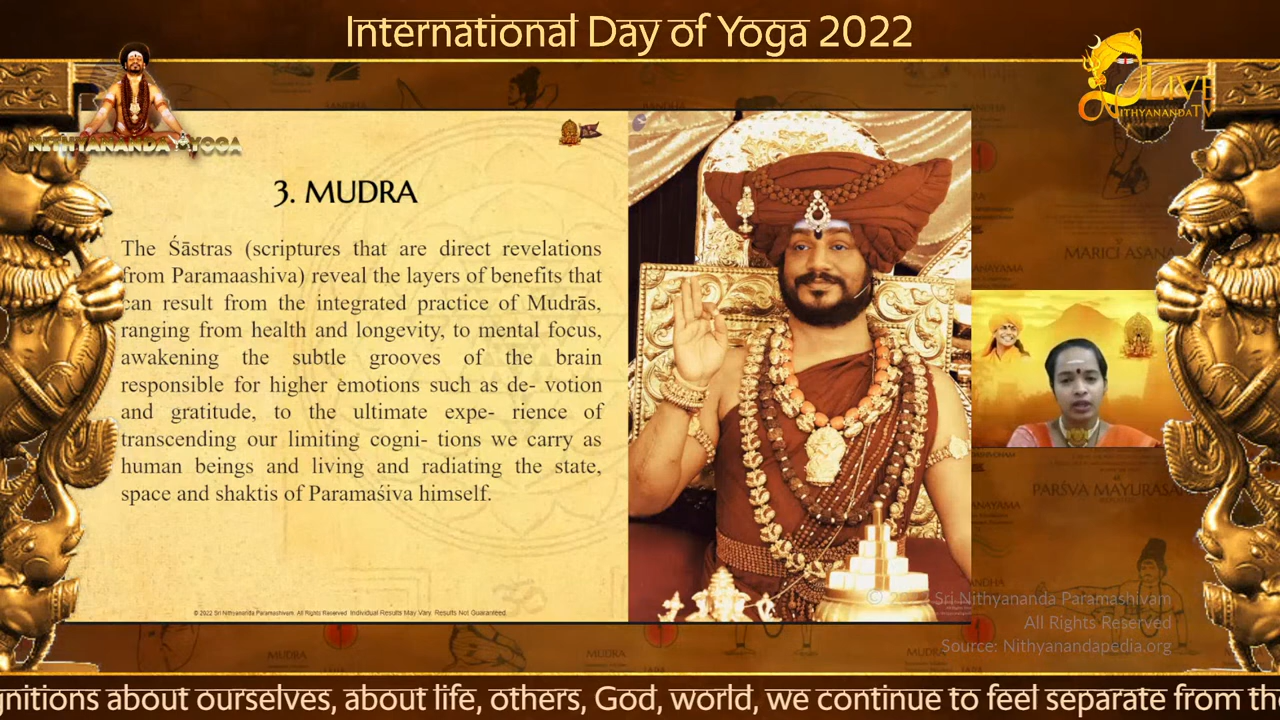 International Day of Yoga 2022
LIVE
NITHYANANDATV
NITHYANANDA YOGA
3. MUDRA
The Śāstras (scriptures that are direct revelations
from Paramaashiva) reveal the layers of benefits that
can result from the integrated practice of Mudrās,
ranging from health and longevity, to mental focus,
awakening the subtle grooves of the brain
responsible for higher emotions such as de- votion
and gratitude, to the ultimate expe- rience of
transcending our limiting cogni- tions we carry as
human beings and living and radiating the state,
space and shaktis of Paramaśiva himself.
© 2022 Sri Nithyananda Paramashivam. All Rights Reserved Individual Results May Vary. Results Not Guaranteed.
MARICI ASANA
PARŚVA MAYURASA
Sri Nithyananda Paramashivam
All Rights Reserved
Source: Nithyanandapedia.org
MUDRA
MUDRA
MUDRA
gnitions about ourselves, about life, others, God, world, we continue to feel separate from th